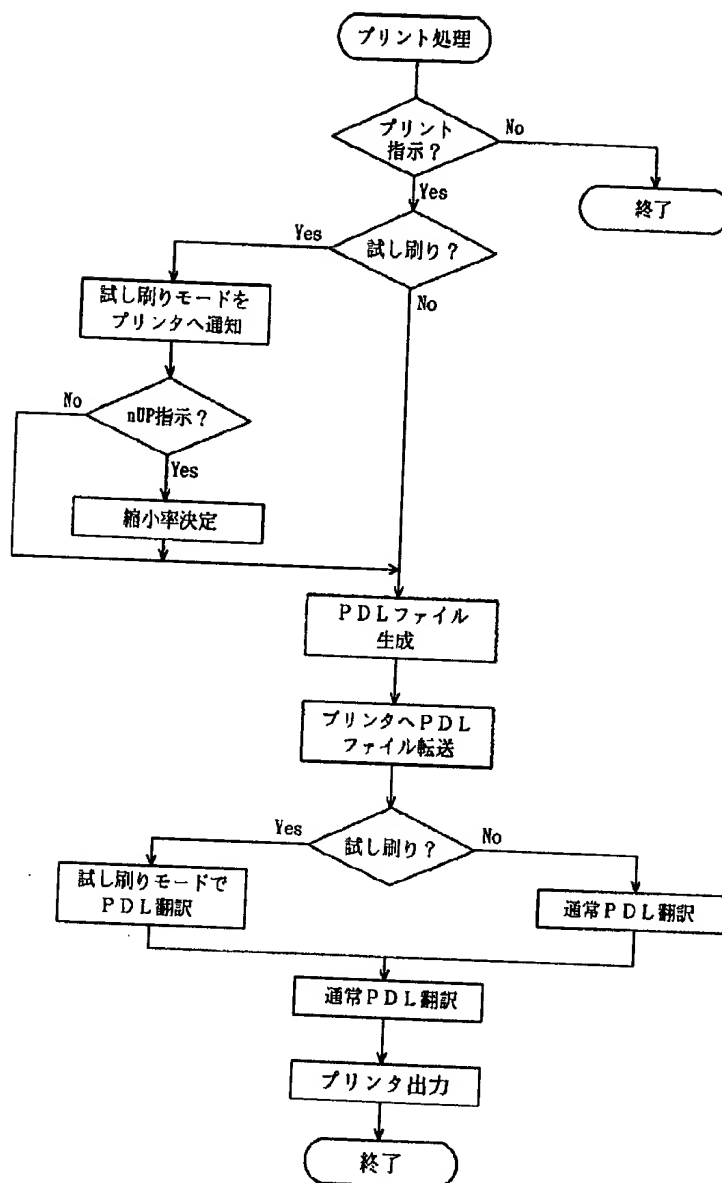 プリント処理
プリント
指示?
No
Yes
終了
試し刷り?
Yes
No
試し刷りモードを
プリンタへ通知
nUP指示?
No
Yes
縮小率決定
PDLファイル
生成
プリンタへPDL
ファイル転送
試し刷り?
Yes
No
試し刷りモードで
PDL翻訳
通常PDL翻訳
通常PDL翻訳
プリンタ出力
終了